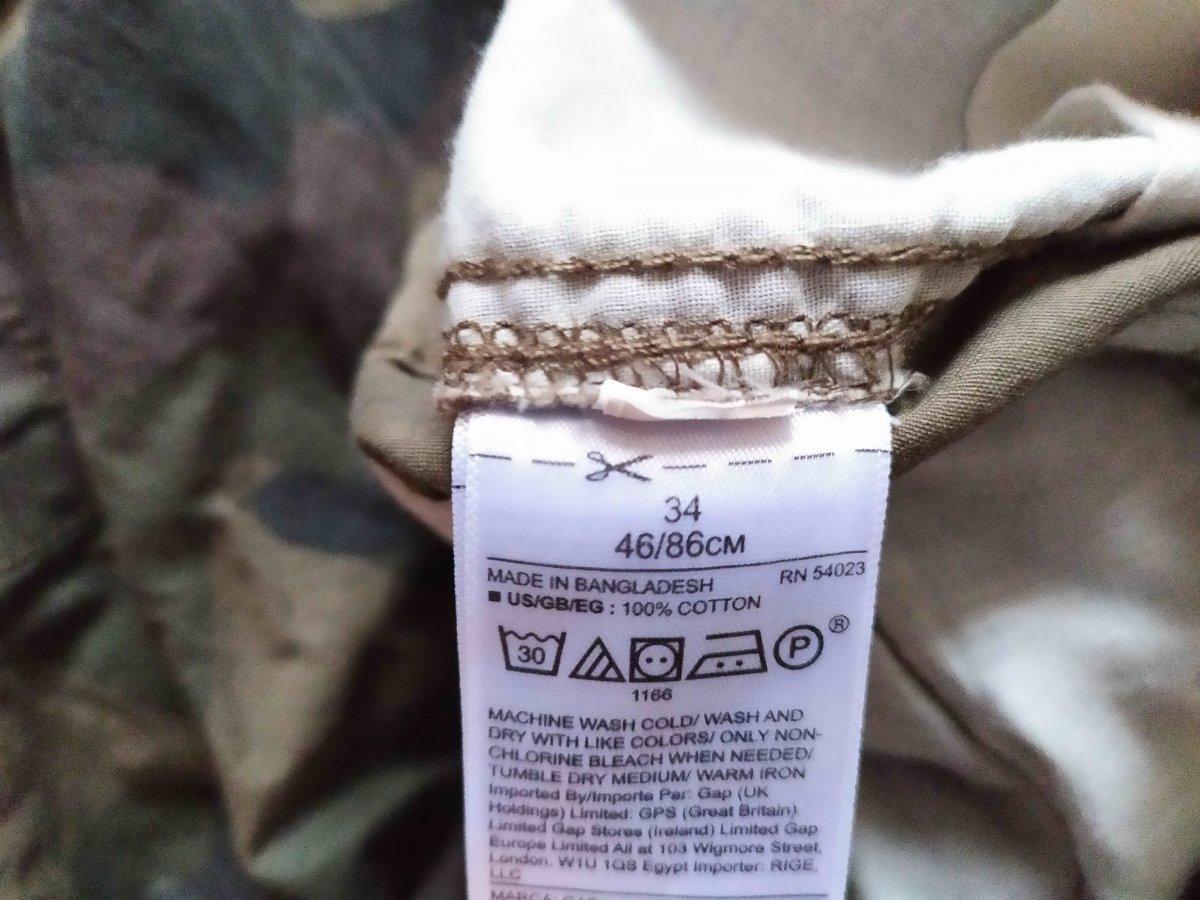 34
46/86CM
MADE IN BANGLADESH RN 54023
US/GB/EG : 100% COTTON
30 P ®
1166
MACHINE WASH COLD/ WASH AND
DRY WITH LIKE COLORS/ ONLY NON-
CHLORINE BLEACH WHEN NEEDED/
TUMBLE DRY MEDIUM/ WARM IRON
Imported By/Importe Par: Gap (UK
Holdings) Limited: GPS (Great Britain)
Limited Gap Stores (Ireland) Limited Gap
Europe Limited All at 103 Wigmore Street,
London. W1U 1QS Egypt Importer: RIGE,
LLC